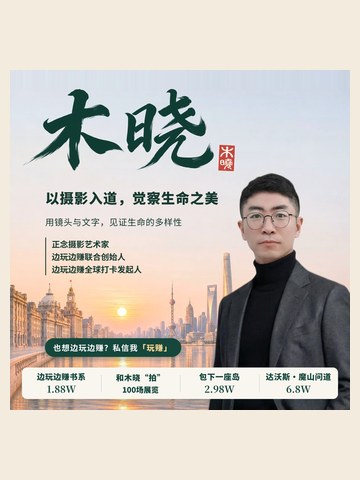 木晓
木晓
以摄影入道，觉察生命之美
用镜头与文字，见证生命的多样性
正念摄影艺术家
边玩边赚联合创始人
边玩边赚全球打卡发起人
也想边玩边赚？私信我「玩赚」
边玩边赚书系
1.88W
和木晓“拍”
100场展览
包下一座岛
2.98W
达沃斯·魔山问道
6.8W